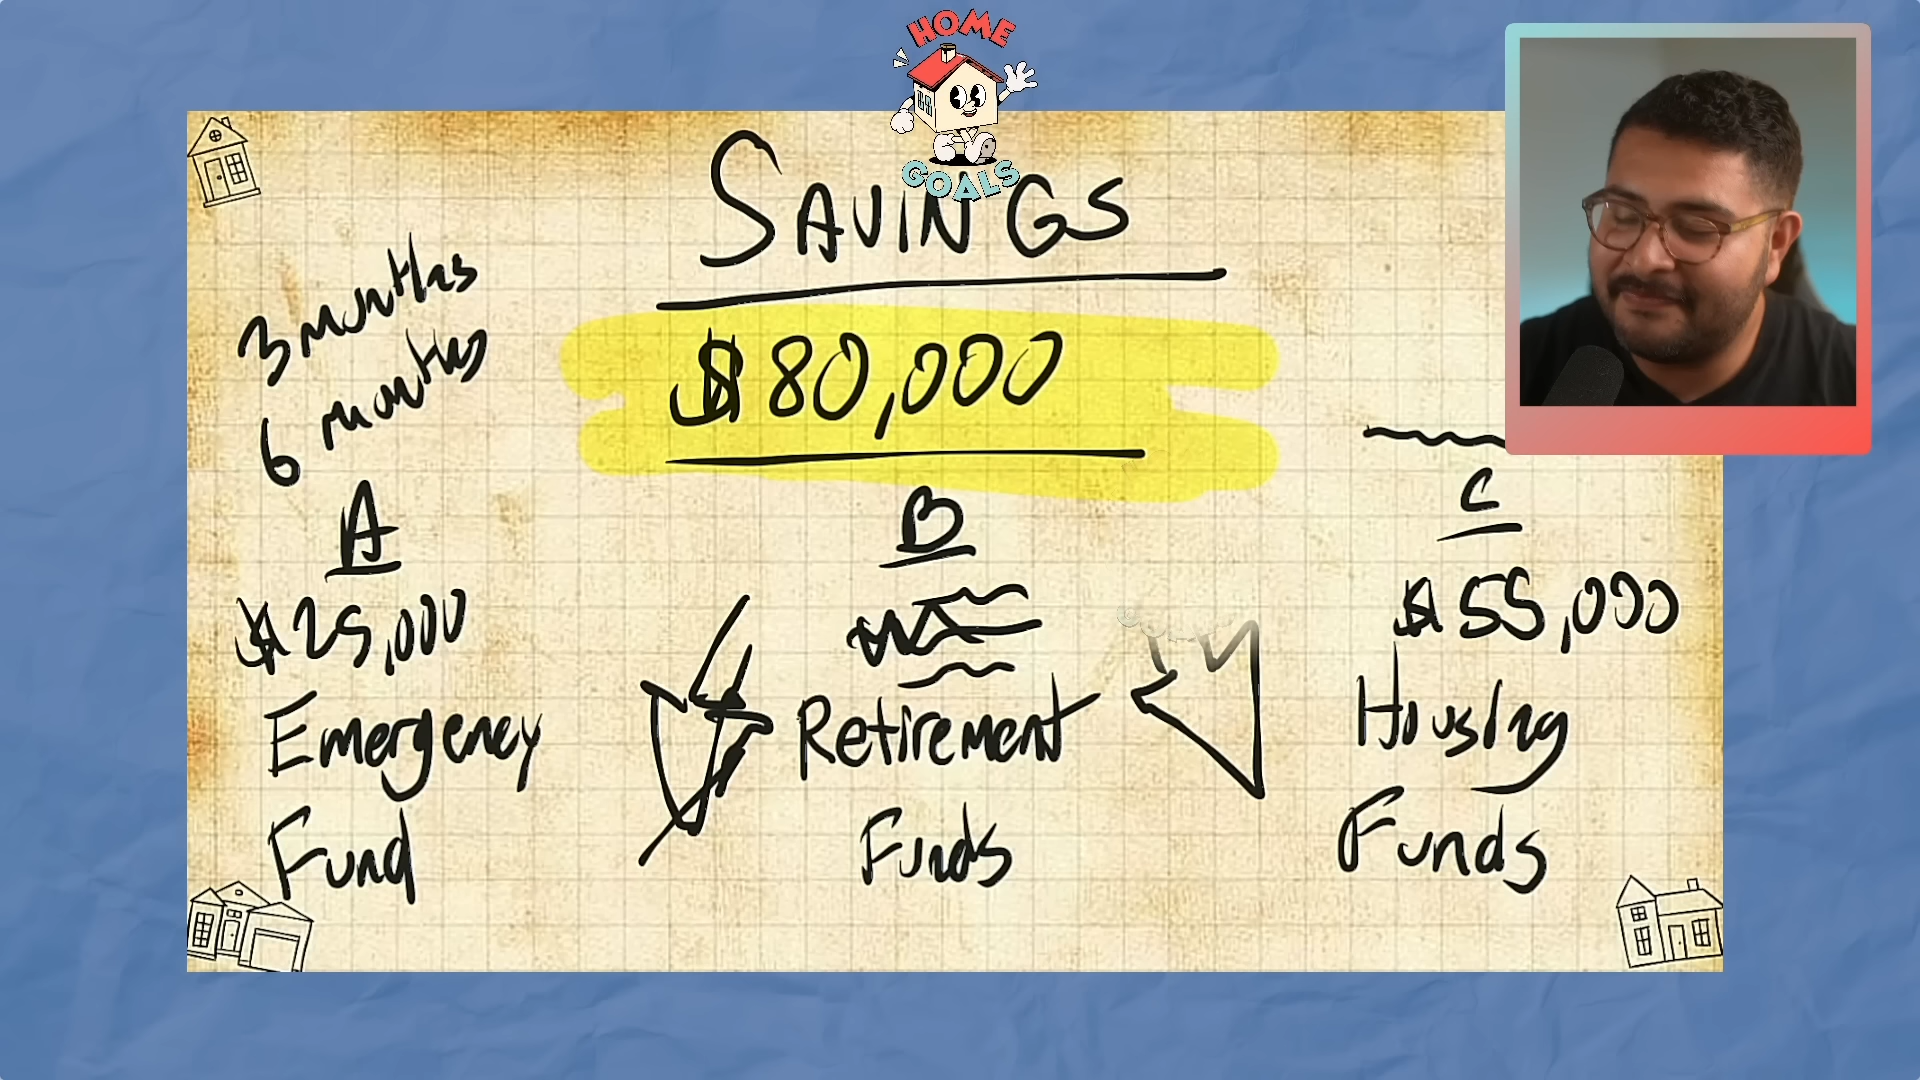 HOME
GOALS
SAVINGS
$80,000
3 months
6 months
A
$25,000
Emergency
Fund
B
Retirement
Funds
C
$55,000
Housing
Funds